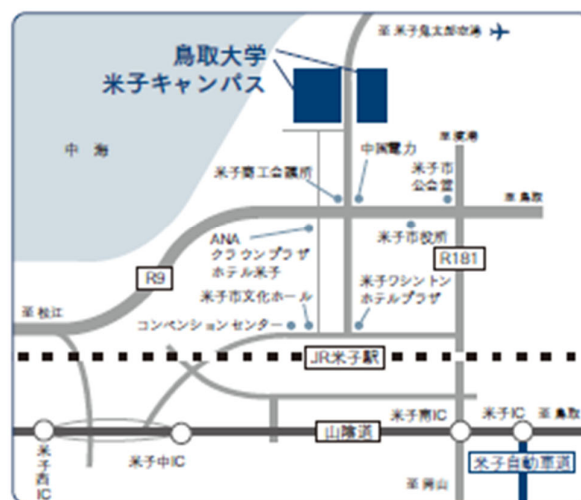 至 米子鬼太郎空港
鳥取大学
米子キャンパス
中 海
至 境港
中国電力
米子商工会議所
米子市
公会堂
至 鳥取
ANA
クラウンプラザ
ホテル米子
米子市役所
R181
R9
米子ワシントン
ホテルプラザ
米子市文化ホール
至 松江
コンベンションセンター
JR米子駅
米子南IC
米子IC
至 鳥取
山陰道
米子西IC
米子中IC
米子自動車道
至 岡山